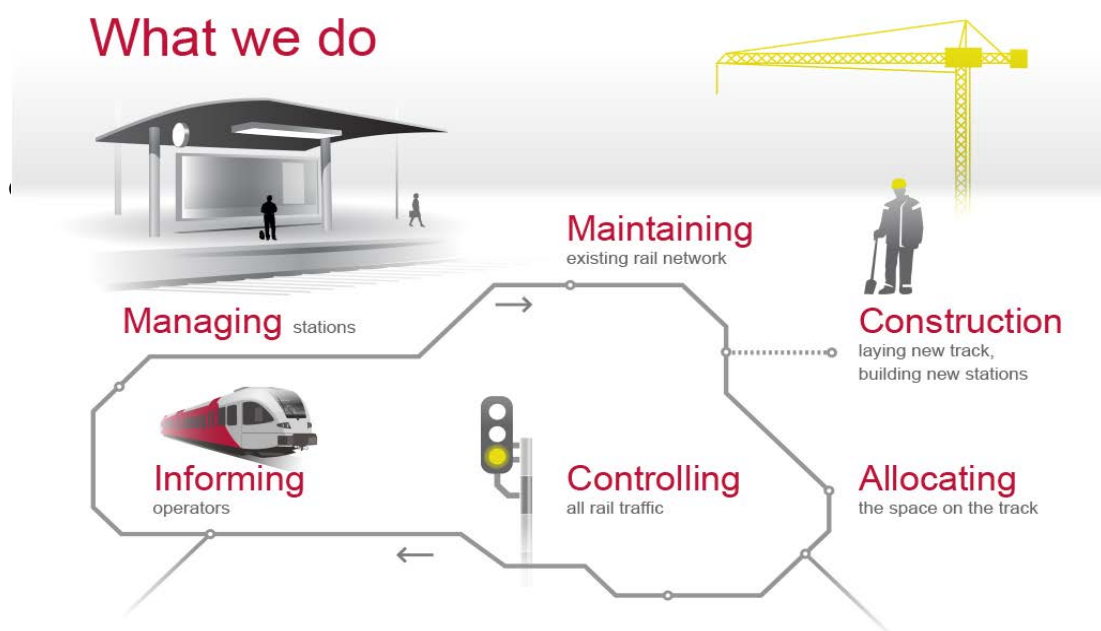 What we do
Maintaining
existing rail network
Managing stations
Construction
laying new track,
building new stations
Informing
operators
Controlling
all rail traffic
Allocating
the space on the track